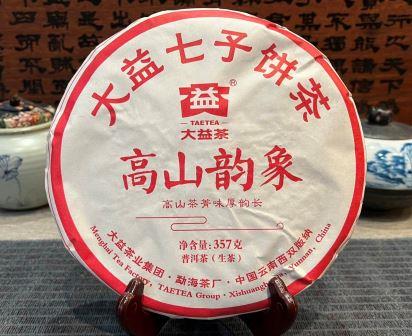 大益七子饼茶
益
®
TAETEA
大益茶
高山韵象
高山茶菁味厚韵长
净含量:357克
普洱茶(生茶)
大益茶业集团·勐海茶厂·中国云南西双版纳
Menghai Tea Factory, TAETEA Group·Xishuangbanna, Yunnan, China